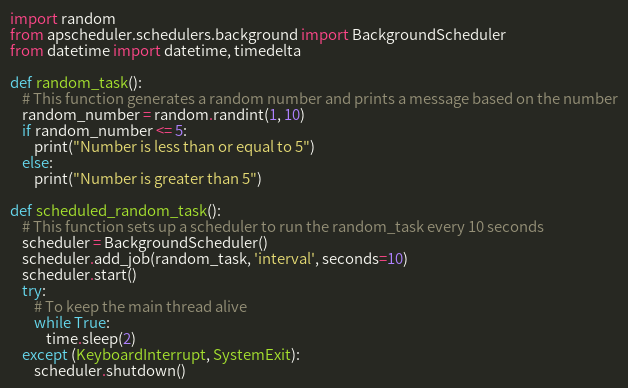 import random
from apscheduler.schedulers.background import BackgroundScheduler
from datetime import datetime, timedelta

def random_task():
    # This function generates a random number and prints a message based on the number
    random_number = random.randint(1, 10)
    if random_number <= 5:
        print("Number is less than or equal to 5")
    else:
        print("Number is greater than 5")

def scheduled_random_task():
    # This function sets up a scheduler to run the random_task every 10 seconds
    scheduler = BackgroundScheduler()
    scheduler.add_job(random_task, 'interval', seconds=10)
    scheduler.start()
    try:
        # To keep the main thread alive
        while True:
            time.sleep(2)
    except (KeyboardInterrupt, SystemExit):
        scheduler.shutdown()